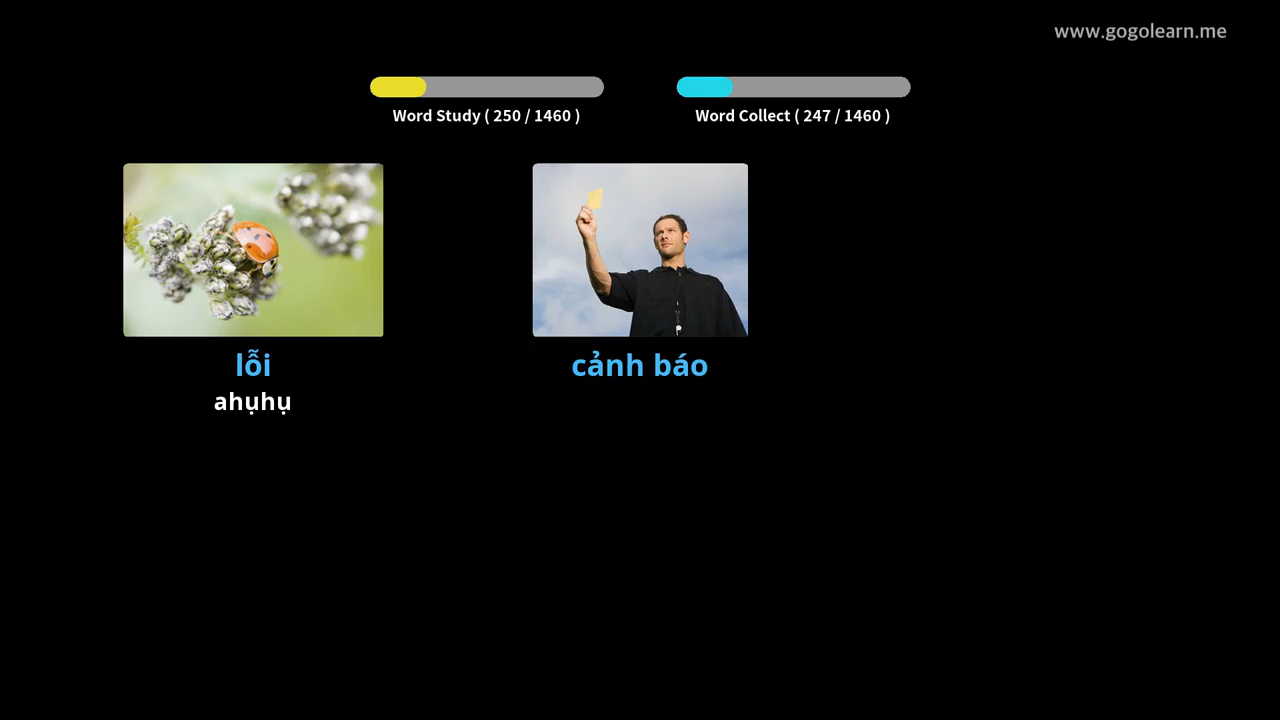 www.gogolearn.me
Word Study ( 250 / 1460 )
Word Collect ( 247 / 1460 )
lỗi
ahụhụ
cảnh báo